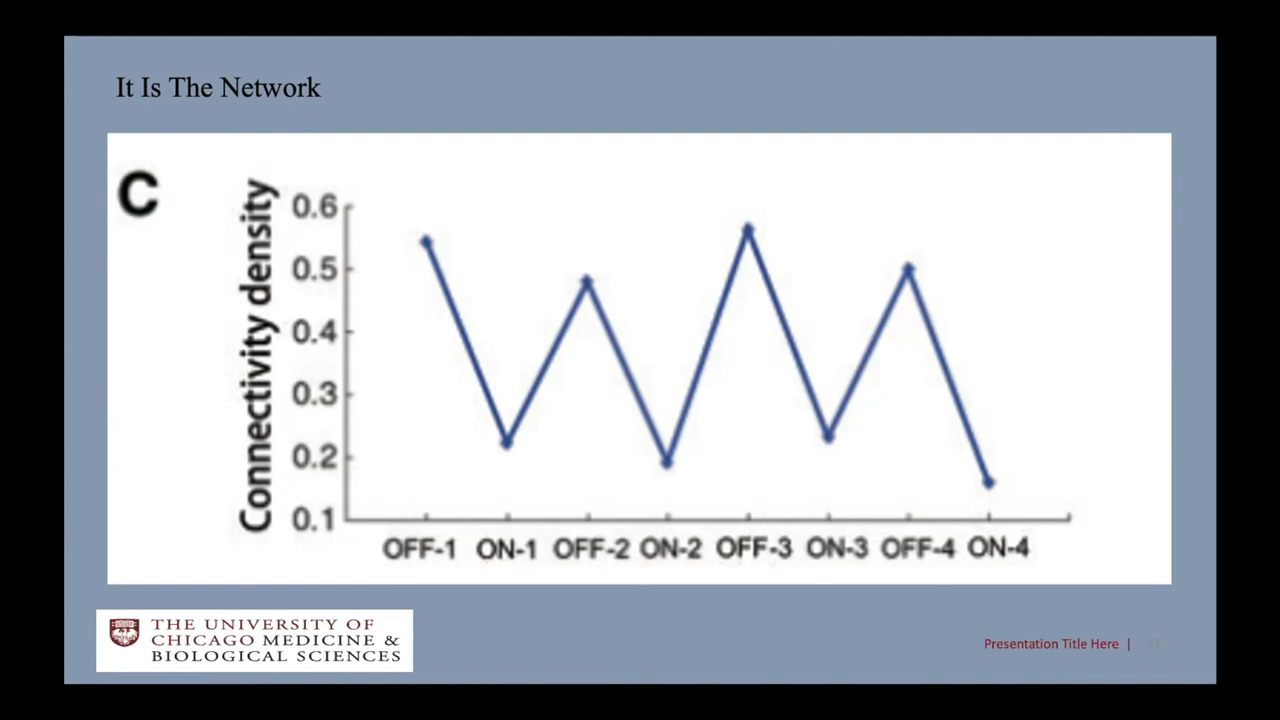 It Is The Network
C
Connectivity density
0.6
0.5
0.4
0.3
0.2
0.1
OFF-1 ON-1 OFF-2 ON-2 OFF-3 ON-3 OFF-4 ON-4
THE UNIVERSITY OF
CHICAGO MEDICINE &
BIOLOGICAL SCIENCES
Presentation Title Here |